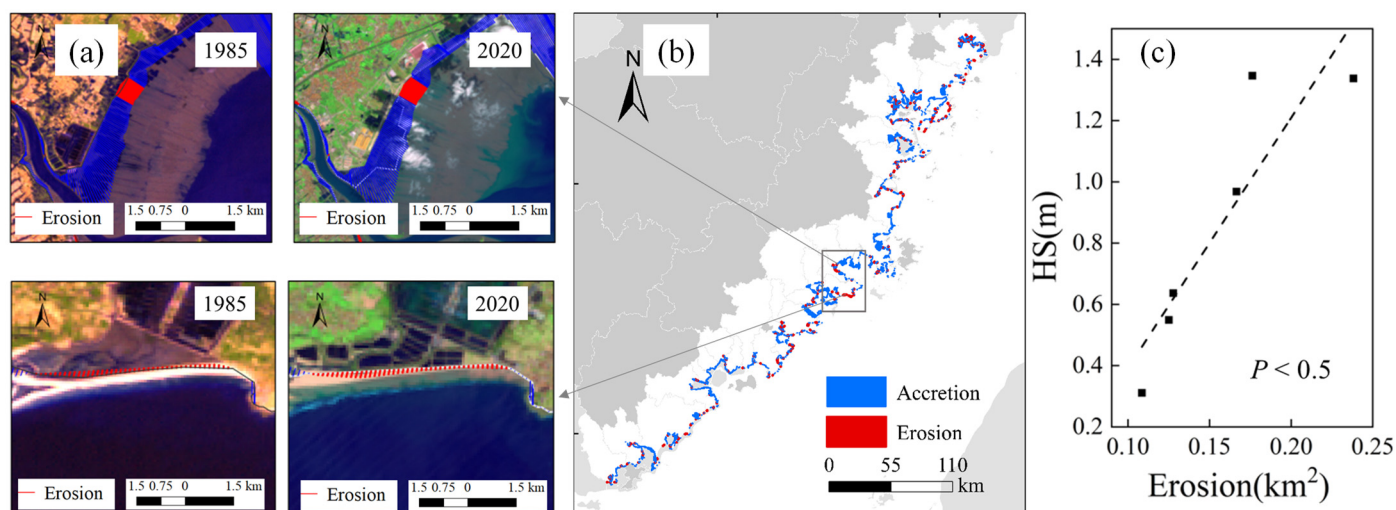 (a)
N
1985
Erosion
1.5 0.75 0 1.5 km
N
2020
Erosion
1.5 0.75 0 1.5 km
N
1985
Erosion
1.5 0.75 0 1.5 km
N
2020
Erosion
1.5 0.75 0 1.5 km
(b)
N
Accretion
Erosion
0 55 110
km
(c)
HS(m)
1.4
1.2
1.0
0.8
0.6
0.4
0.2
P < 0.5
0.10 0.15 0.20 0.25
Erosion(km²)